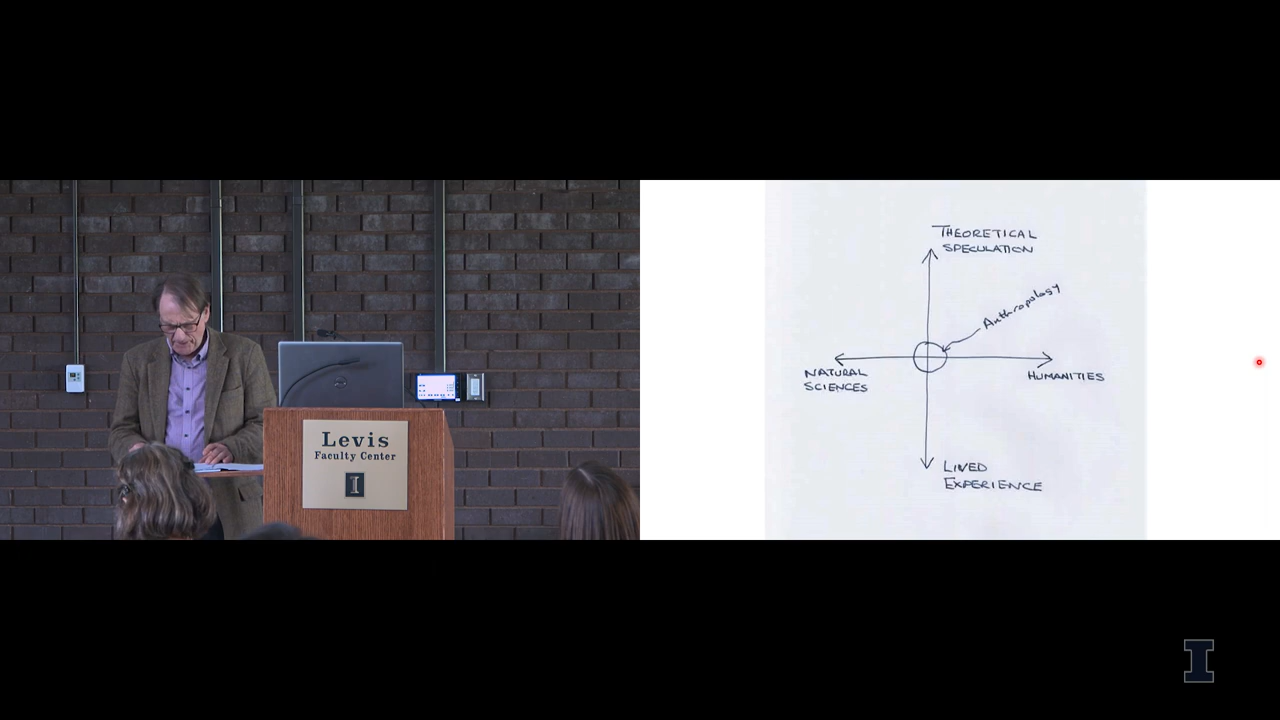 Levis
Faculty Center
I
THEORETICAL
SPECULATION
Anthropology
NATURAL
SCIENCES
HUMANITIES
LIVED
EXPERIENCE
I